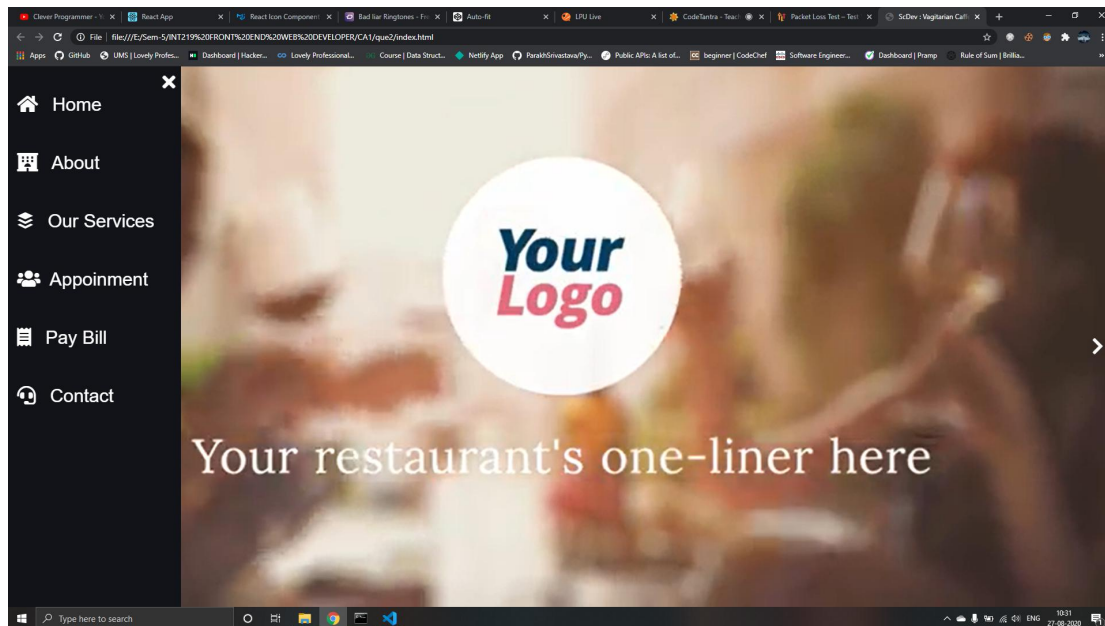 Clever Programmer - Y
React App
React Icon Component
Bad liar Ringtones - Fre
Auto-fit
LPU Live
CodeTantra - Teach
Packet Loss Test – Test
ScDev : Vagitarian Caffe
File | file:///E:/Sem-5/INT219%20FRONT%20END%20WEB%20DEVELOPER/CA1/que2/index.html
Apps
GitHub
UMS | Lovely Profes...
Dashboard | Hacker...
Lovely Professional...
Course | Data Struct...
Netlify App
ParakhSrivastava/Py...
Public APIs: A list of...
beginner | CodeChef
Software Engineer...
Dashboard | Pramp
Rule of Sum | Brillia...
Home
About
Our Services
Appoinment
Pay Bill
Contact
Your
Logo
Your restaurant's one-liner here
Type here to search
ENG
10:31
27-08-2020